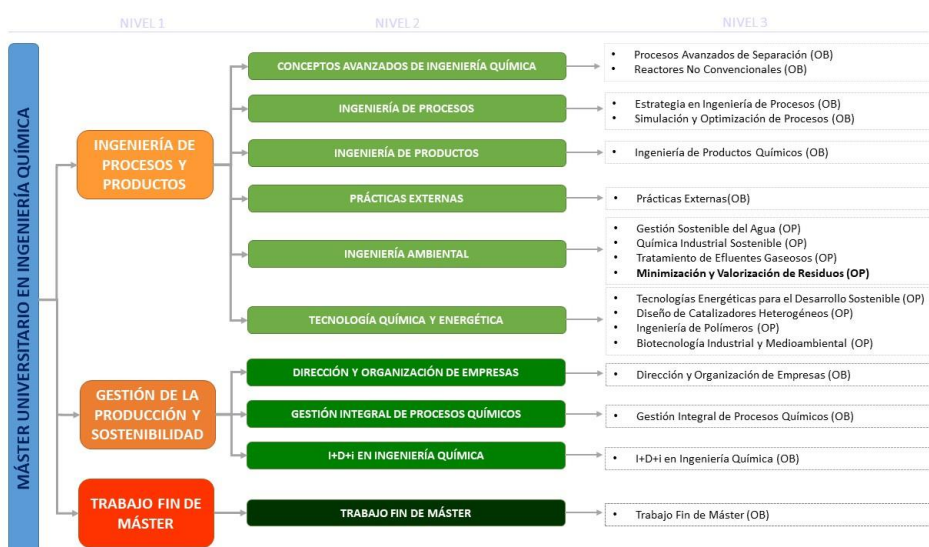 NIVEL 1
NIVEL 2
NIVEL 3
MÁSTER UNIVERSITARIO EN INGENIERÍA QUÍMICA
INGENIERÍA DE
PROCESOS Y
PRODUCTOS
CONCEPTOS AVANZADOS DE INGENIERÍA QUÍMICA
• Procesos Avanzados de Separación (OB)
• Reactores No Convencionales (OB)
INGENIERÍA DE PROCESOS
• Estrategia en Ingeniería de Procesos (OB)
• Simulación y Optimización de Procesos (OB)
INGENIERÍA DE PRODUCTOS
• Ingeniería de Productos Químicos (OB)
PRÁCTICAS EXTERNAS
• Prácticas Externas(OB)
INGENIERÍA AMBIENTAL
• Gestión Sostenible del Agua (OP)
• Química Industrial Sostenible (OP)
• Tratamiento de Efluentes Gaseosos (OP)
• Minimización y Valorización de Residuos (OP)
TECNOLOGÍA QUÍMICA Y ENERGÉTICA
• Tecnologías Energéticas para el Desarrollo Sostenible (OP)
• Diseño de Catalizadores Heterogéneos (OP)
• Ingeniería de Polímeros (OP)
• Biotecnología Industrial y Medioambiental (OP)
GESTIÓN DE LA
PRODUCCIÓN Y
SOSTENIBILIDAD
DIRECCIÓN Y ORGANIZACIÓN DE EMPRESAS
• Dirección y Organización de Empresas (OB)
GESTIÓN INTEGRAL DE PROCESOS QUÍMICOS
• Gestión Integral de Procesos Químicos (OB)
I+D+i EN INGENIERÍA QUÍMICA
• I+D+i en Ingeniería Química (OB)
TRABAJO FIN DE
MÁSTER
TRABAJO FIN DE MÁSTER
• Trabajo Fin de Máster (OB)